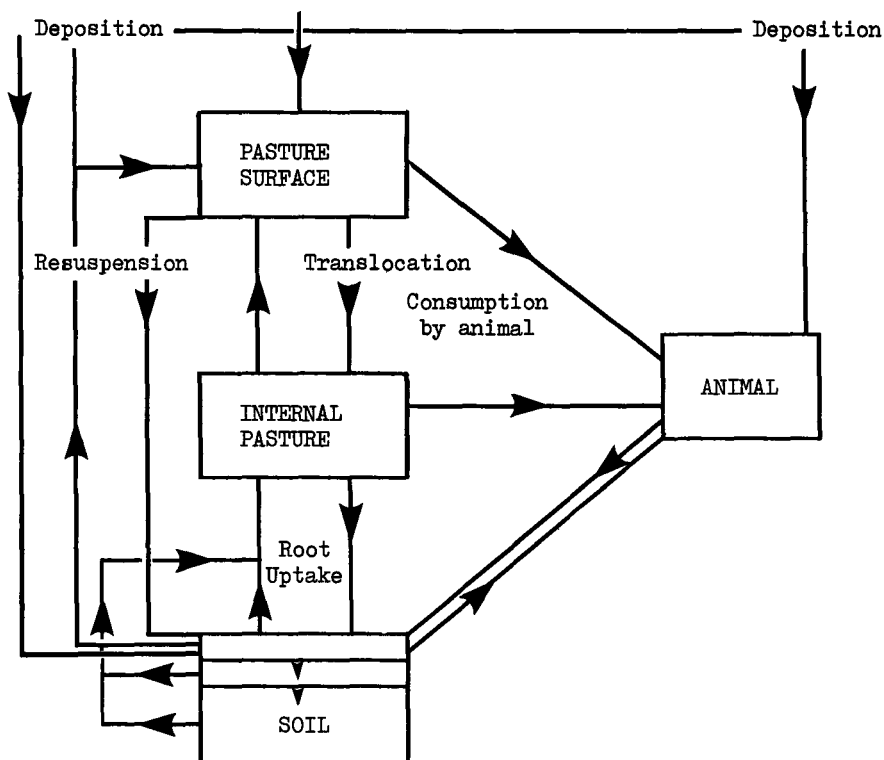 Deposition
Deposition
PASTURE
SURFACE
Resuspension
Translocation
Consumption
by animal
ANIMAL
INTERNAL
PASTURE
Root
Uptake
SOIL